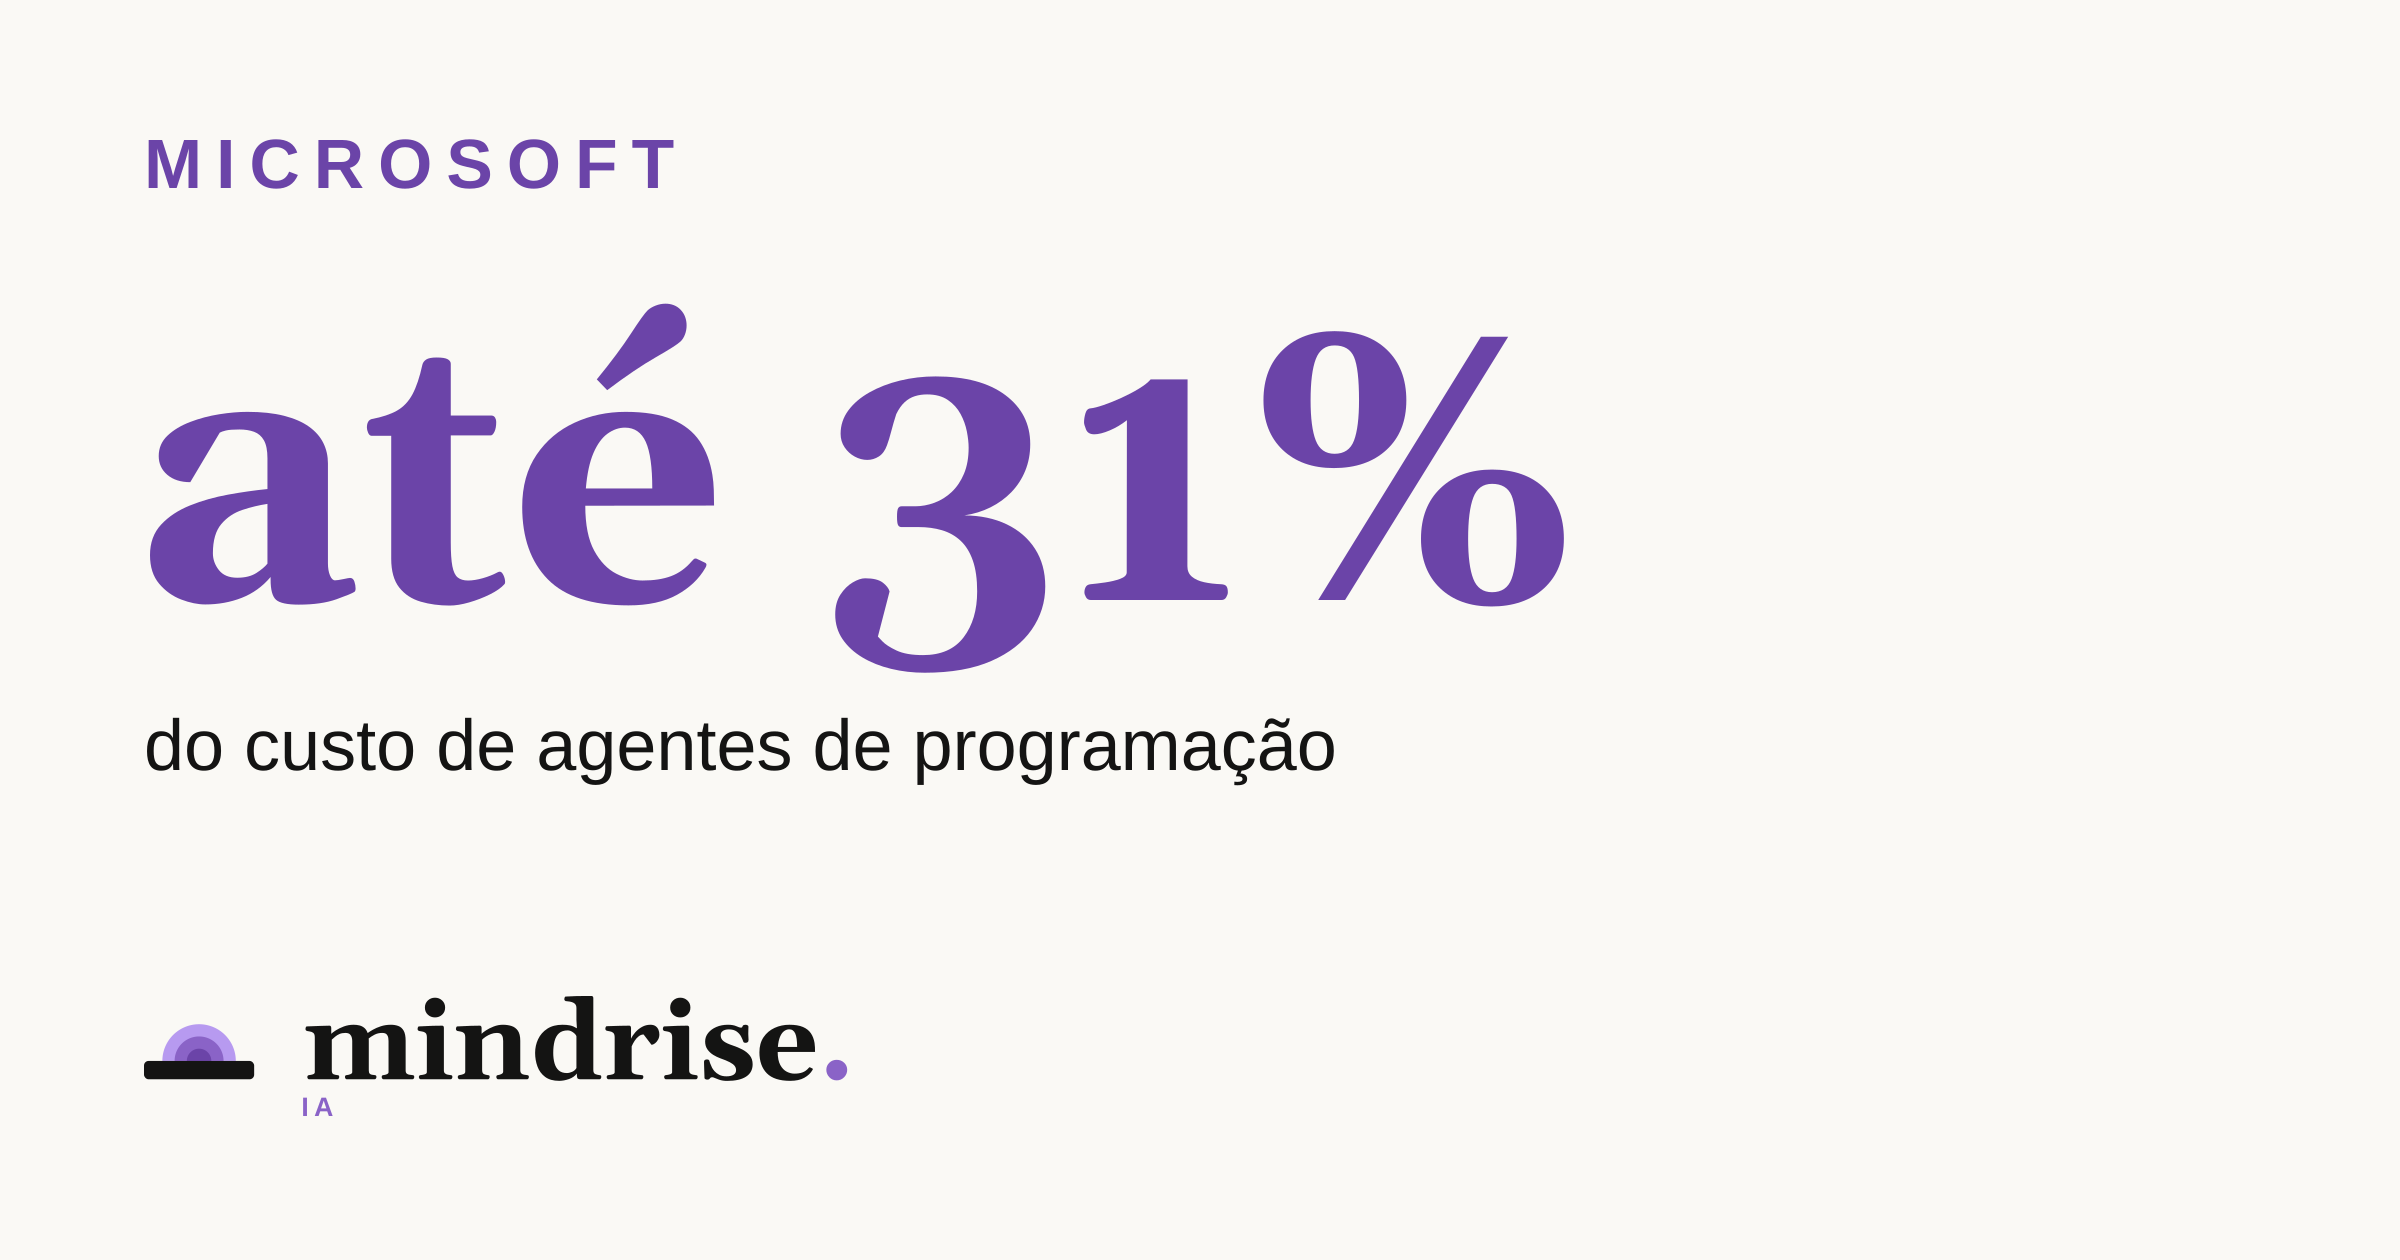 MICROSOFT
até 31%
do custo de agentes de programação
mindrise.
IA